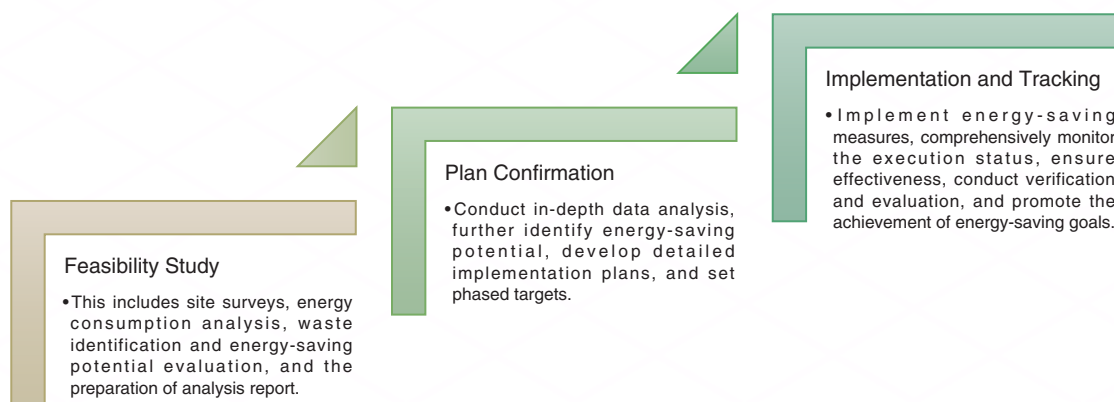 Feasibility Study
•This includes site surveys, energy
consumption analysis, waste
identification and energy-saving
potential evaluation, and the
preparation of analysis report.
Plan Confirmation
•Conduct in-depth data analysis,
further identify energy-saving
potential, develop detailed
implementation plans, and set
phased targets.
Implementation and Tracking
•Implement energy-saving
measures, comprehensively monitor
the execution status, ensure
effectiveness, conduct verification
and evaluation, and promote the
achievement of energy-saving goals.